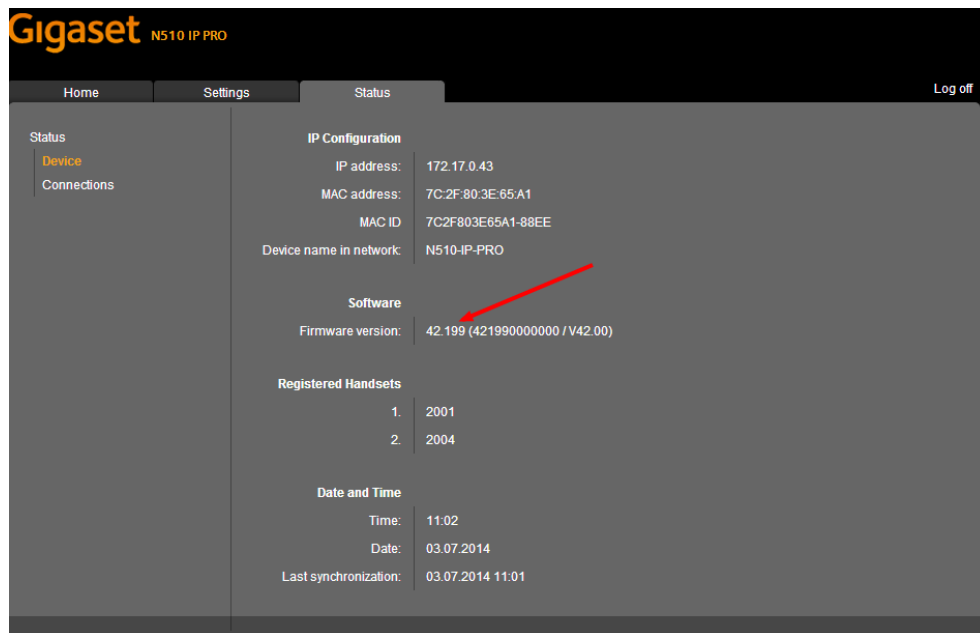 Gigaset N510 IP PRO
Home Settings Status Log off
Status
Device
Connections
IP Configuration
IP address: 172.17.0.43
MAC address: 7C:2F:80:3E:65:A1
MAC ID 7C2F803E65A1-88EE
Device name in network: N510-IP-PRO
Software
Firmware version: 42.199 (421990000000 / V42.00)
Registered Handsets
1. 2001
2. 2004
Date and Time
Time: 11:02
Date: 03.07.2014
Last synchronization: 03.07.2014 11:01